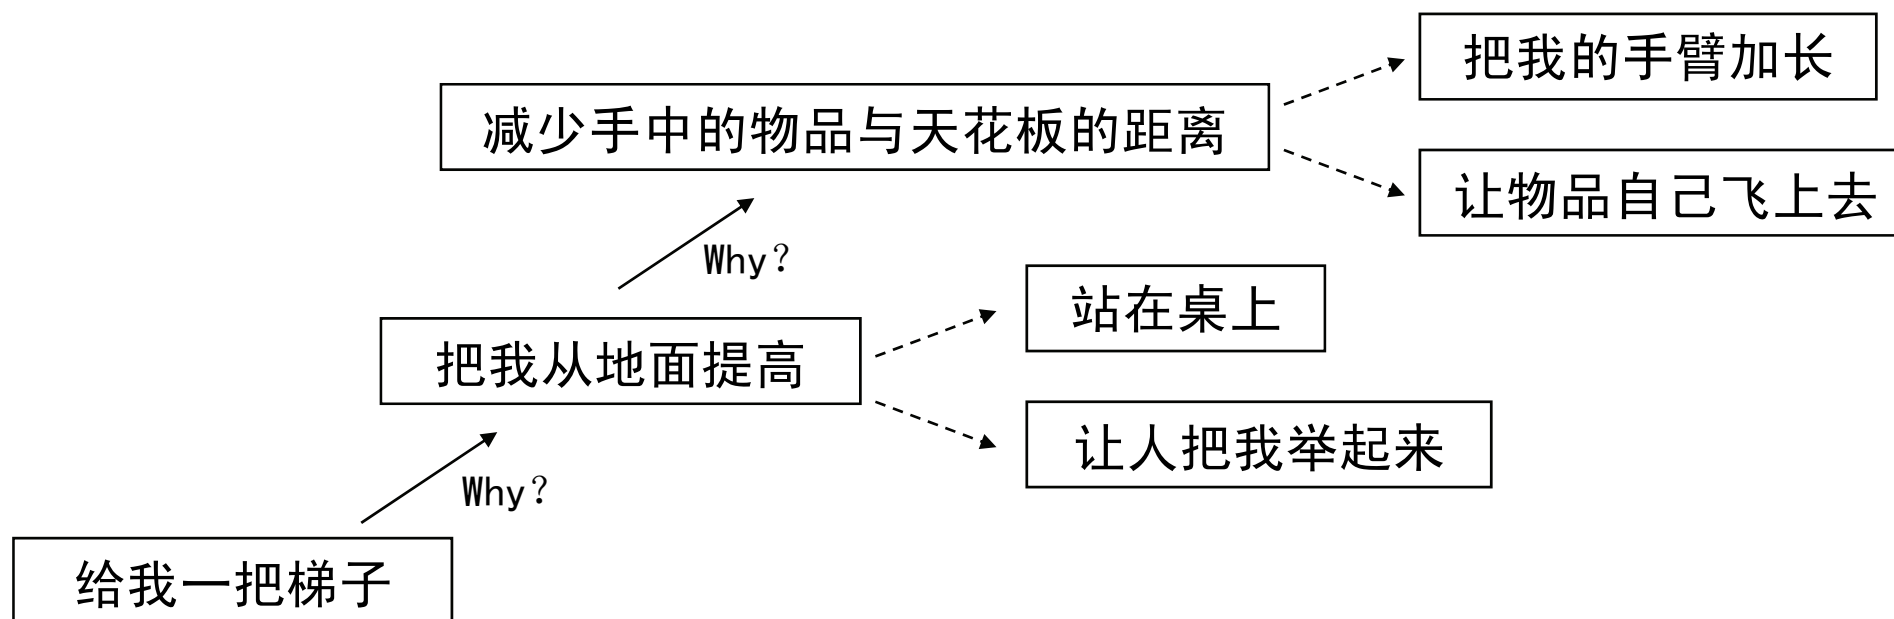 把我的手臂加长
减少手中的物品与天花板的距离
让物品自己飞上去
Why?
站在桌上
把我从地面提高
让人把我举起来
Why?
给我一把梯子